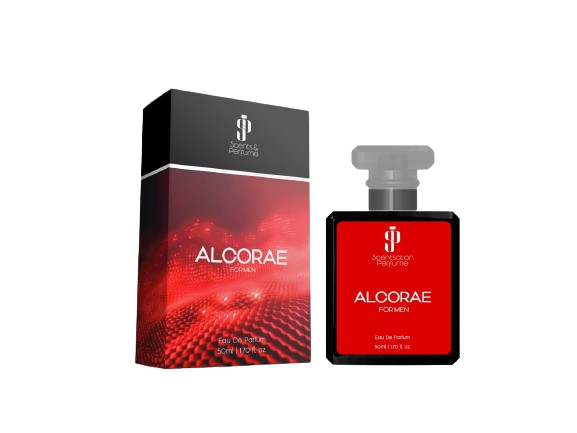 Scents &
Perfume
ALCORAE
FOR MEN
Eau De Parfum
50ml | 1.70 fl. oz
Scentsation
Perfume
ALCORAE
FOR MEN
Eau De Parfum
50ml | 1.70 fl. oz